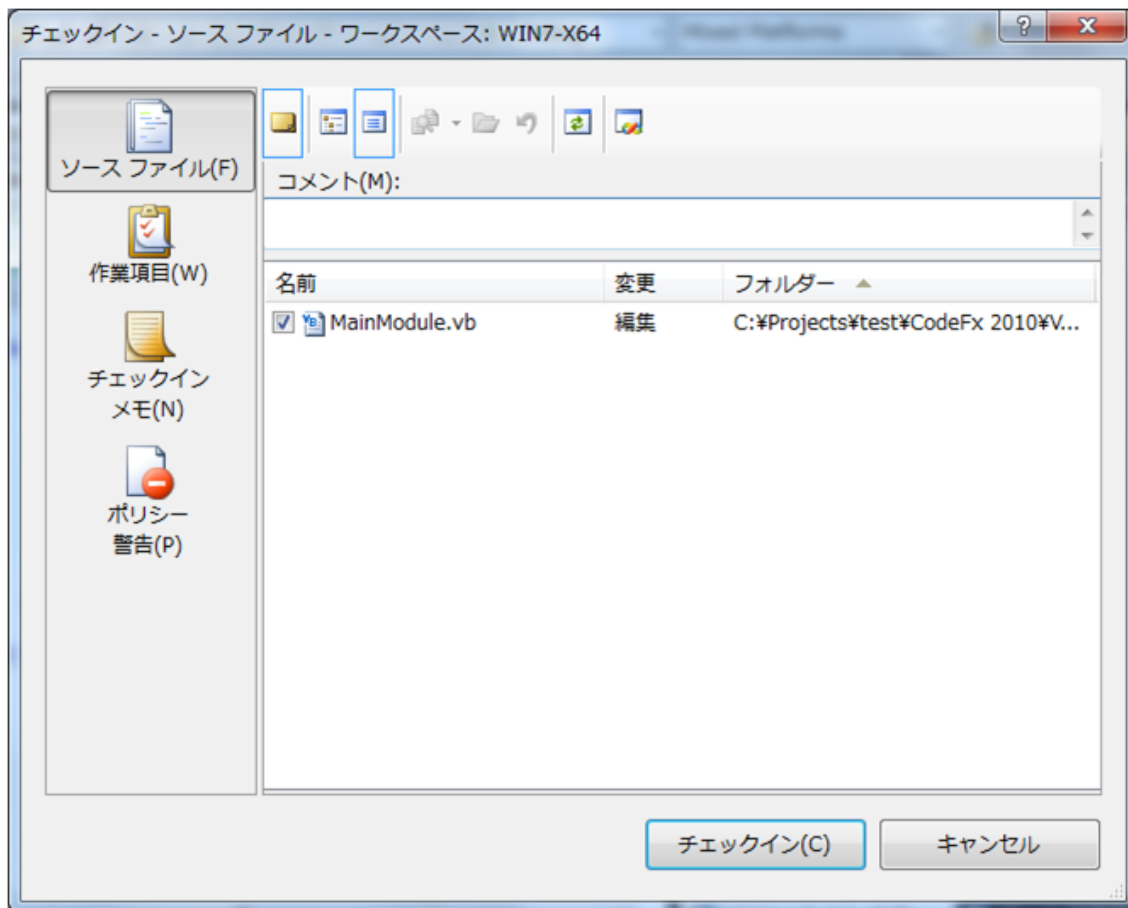 チェックイン - ソース ファイル - ワークスペース: WIN7-X64
ソース ファイル(F)
作業項目(W)
チェックイン
メモ(N)
ポリシー
警告(P)
コメント(M):
名前 変更 フォルダー
MainModule.vb 編集 C:¥Projects¥test¥CodeFx 2010¥V...
チェックイン(C) キャンセル